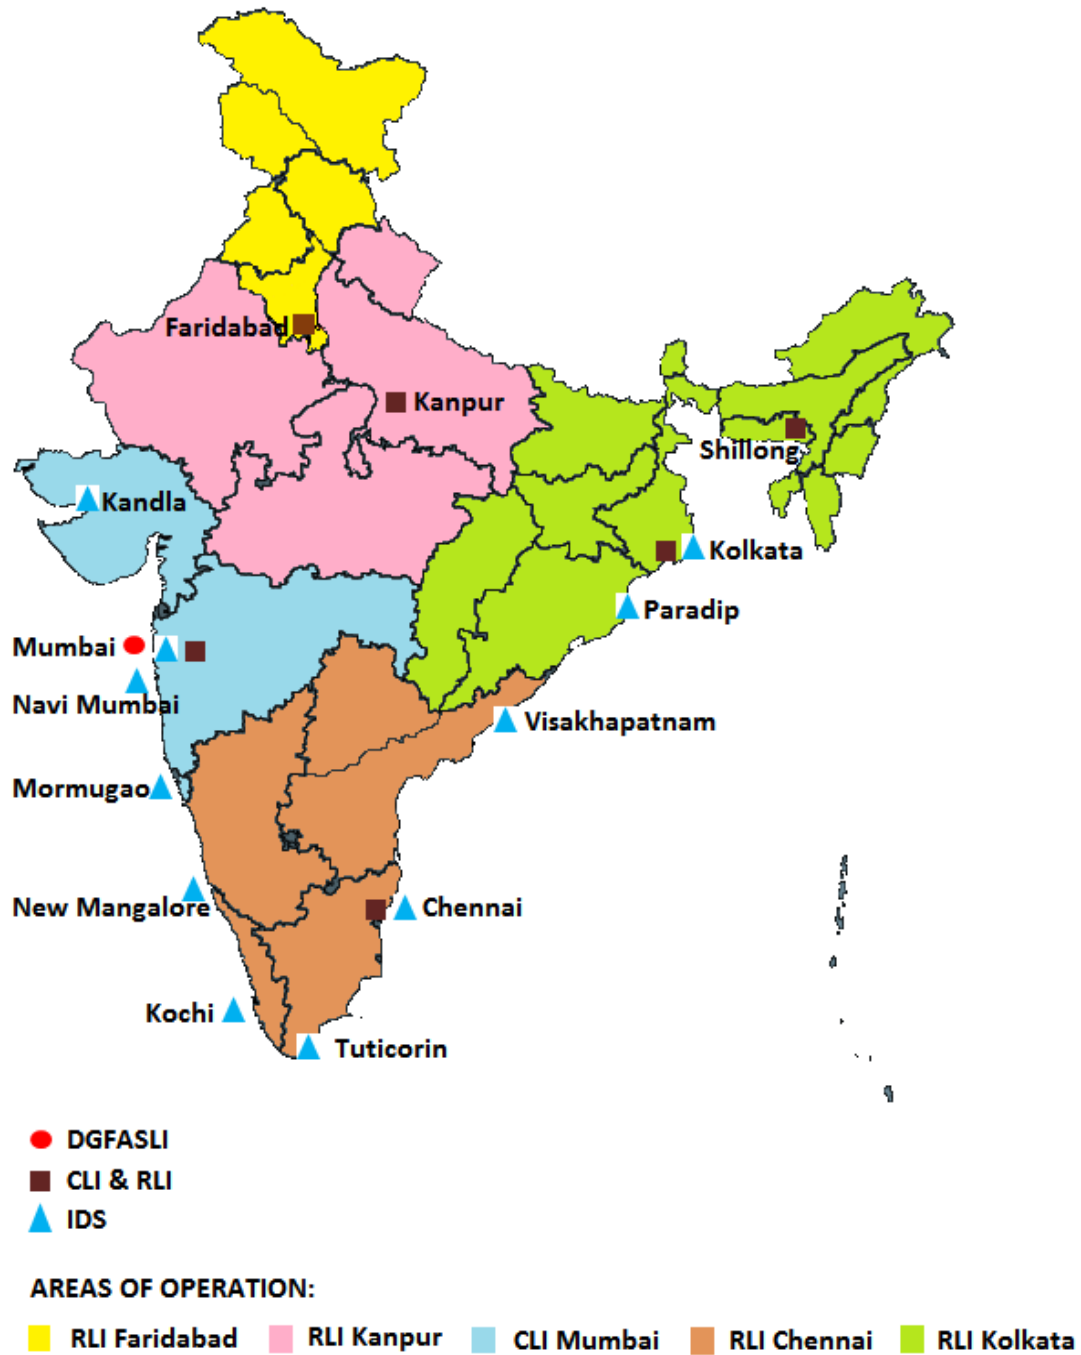 Faridabad
Kanpur
Shillong
Kandla
Kolkata
Paradip
Mumbai
Navi Mumbai
Visakhapatnam
Mormugao
New Mangalore
Chennai
Kochi
Tuticorin
DGFASLI
CLI & RLI
IDS
AREAS OF OPERATION:
RLI Faridabad RLI Kanpur CLI Mumbai RLI Chennai RLI Kolkata